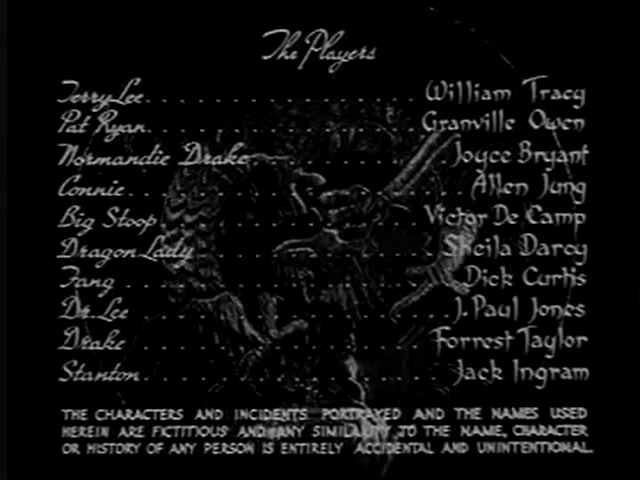 The Players
Terry Lee. . . . . . . . . . . . . . . . . William Tracy
Pat Ryan. . . . . . . . . . . . . . . . . Granville Owen
Normandie Drake. . . . . . . . . . . Joyce Bryant
Connie. . . . . . . . . . . . . . . . . . . . Allen Jung
Big Stoop . . . . . . . . . . . . . . . . Victor De Camp
Dragon Lady . . . . . . . . . . . . . . Sheila Darcy
Fang . . . . . . . . . . . . . . . . . . . . Dick Curtis
Dr. Lee . . . . . . . . . . . . . . . . . . J. Paul Jones
Drake . . . . . . . . . . . . . . . . . . Forrest Taylor
Stanton. . . . . . . . . . . . . . . . . . Jack Ingram
THE CHARACTERS AND INCIDENTS PORTRAYED AND THE NAMES USED
HEREIN ARE FICTITIOUS AND ANY SIMILARITY TO THE NAME, CHARACTER
OR HISTORY OF ANY PERSON IS ENTIRELY ACCIDENTAL AND UNINTENTIONAL.